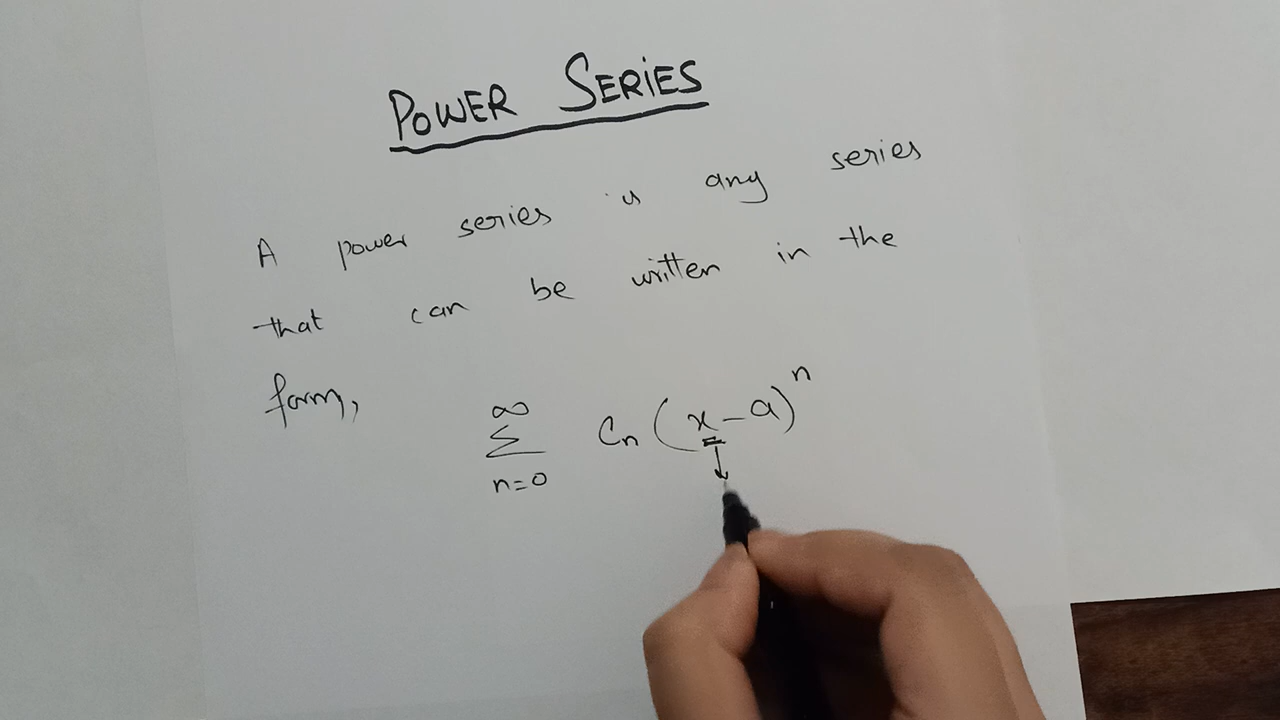 POWER SERIES
A power series is any series
that can be written in the
form,
∞
Σ Cn (x-a)^n
n=0